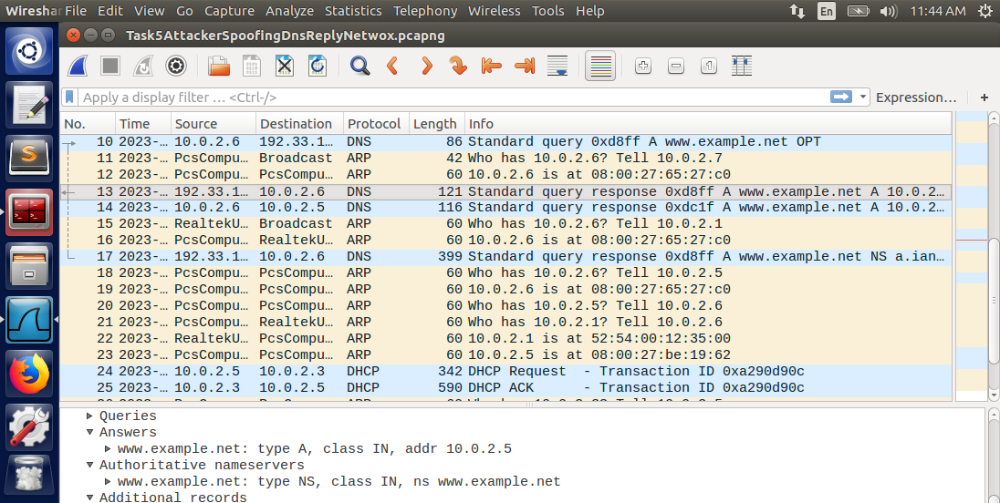 Wireshar File Edit View Go Capture Analyze Statistics Telephony Wireless Tools Help En 11:44 AM
Task5AttackerSpoofingDnsReplyNetwox.pcapng
Apply a display filter … <Ctrl-/> Expression… +
No. Time Source Destination Protocol Length Info
10 2023-… 10.0.2.6 192.33.1… DNS 86 Standard query 0xd8ff A www.example.net OPT
11 2023-… PcsCompu… Broadcast ARP 42 Who has 10.0.2.6? Tell 10.0.2.7
12 2023-… PcsCompu… PcsCompu… ARP 60 10.0.2.6 is at 08:00:27:65:27:c0
13 2023-… 192.33.1… 10.0.2.6 DNS 121 Standard query response 0xd8ff A www.example.net A 10.0.2…
14 2023-… 10.0.2.6 10.0.2.5 DNS 116 Standard query response 0xdc1f A www.example.net A 10.0.2…
15 2023-… RealtekU… Broadcast ARP 60 Who has 10.0.2.6? Tell 10.0.2.1
16 2023-… PcsCompu… RealtekU… ARP 60 10.0.2.6 is at 08:00:27:65:27:c0
17 2023-… 192.33.1… 10.0.2.6 DNS 399 Standard query response 0xd8ff A www.example.net NS a.ian…
18 2023-… PcsCompu… PcsCompu… ARP 60 Who has 10.0.2.6? Tell 10.0.2.5
19 2023-… PcsCompu… PcsCompu… ARP 60 10.0.2.6 is at 08:00:27:65:27:c0
20 2023-… PcsCompu… PcsCompu… ARP 60 Who has 10.0.2.5? Tell 10.0.2.6
21 2023-… PcsCompu… RealtekU… ARP 60 Who has 10.0.2.1? Tell 10.0.2.6
22 2023-… RealtekU… PcsCompu… ARP 60 10.0.2.1 is at 52:54:00:12:35:00
23 2023-… PcsCompu… PcsCompu… ARP 60 10.0.2.5 is at 08:00:27:be:19:62
24 2023-… 10.0.2.5 10.0.2.3 DHCP 342 DHCP Request - Transaction ID 0xa290d90c
25 2023-… 10.0.2.3 10.0.2.5 DHCP 590 DHCP ACK - Transaction ID 0xa290d90c
Queries
Answers
www.example.net: type A, class IN, addr 10.0.2.5
Authoritative nameservers
www.example.net: type NS, class IN, ns www.example.net
Additional records